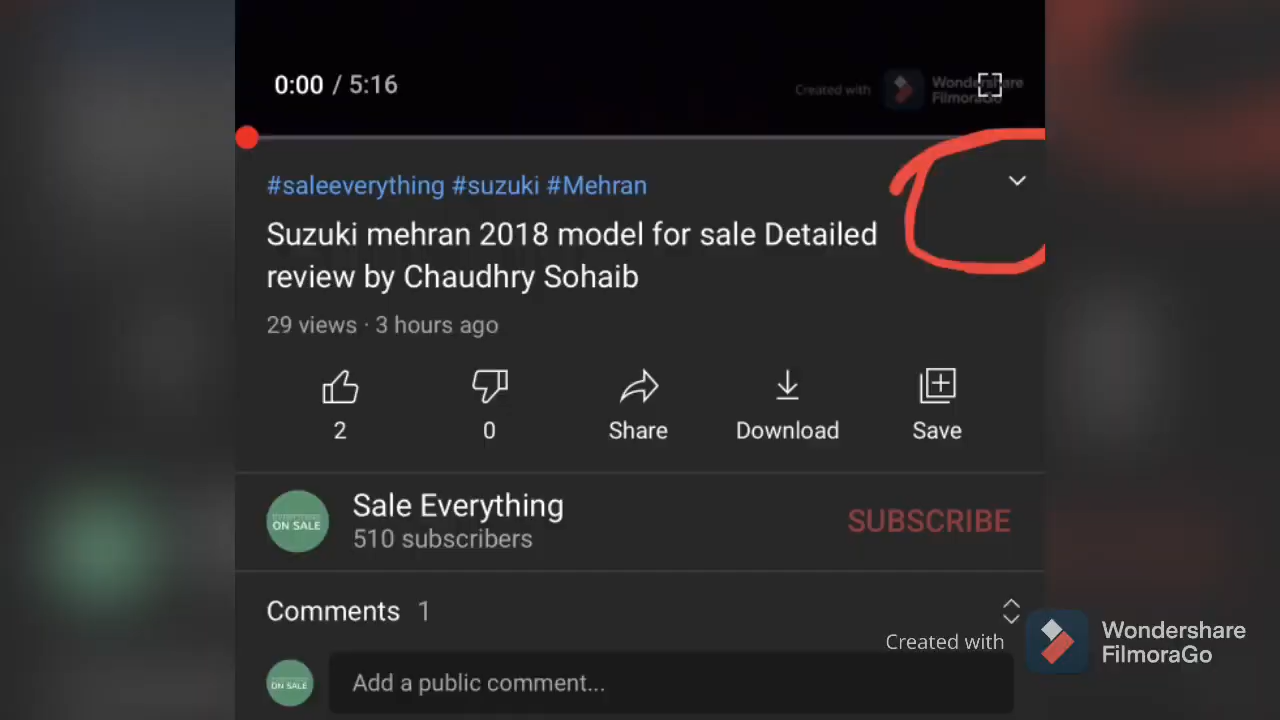 0:00 / 5:16
Created with
Wondershare
FilmoraGo
#saleeverything #suzuki #Mehran
Suzuki mehran 2018 model for sale Detailed
review by Chaudhry Sohaib
29 views · 3 hours ago
2
0
Share
Download
Save
ON SALE
Sale Everything
510 subscribers
SUBSCRIBE
Comments 1
Created with
Wondershare
FilmoraGo
ON SALE
Add a public comment...